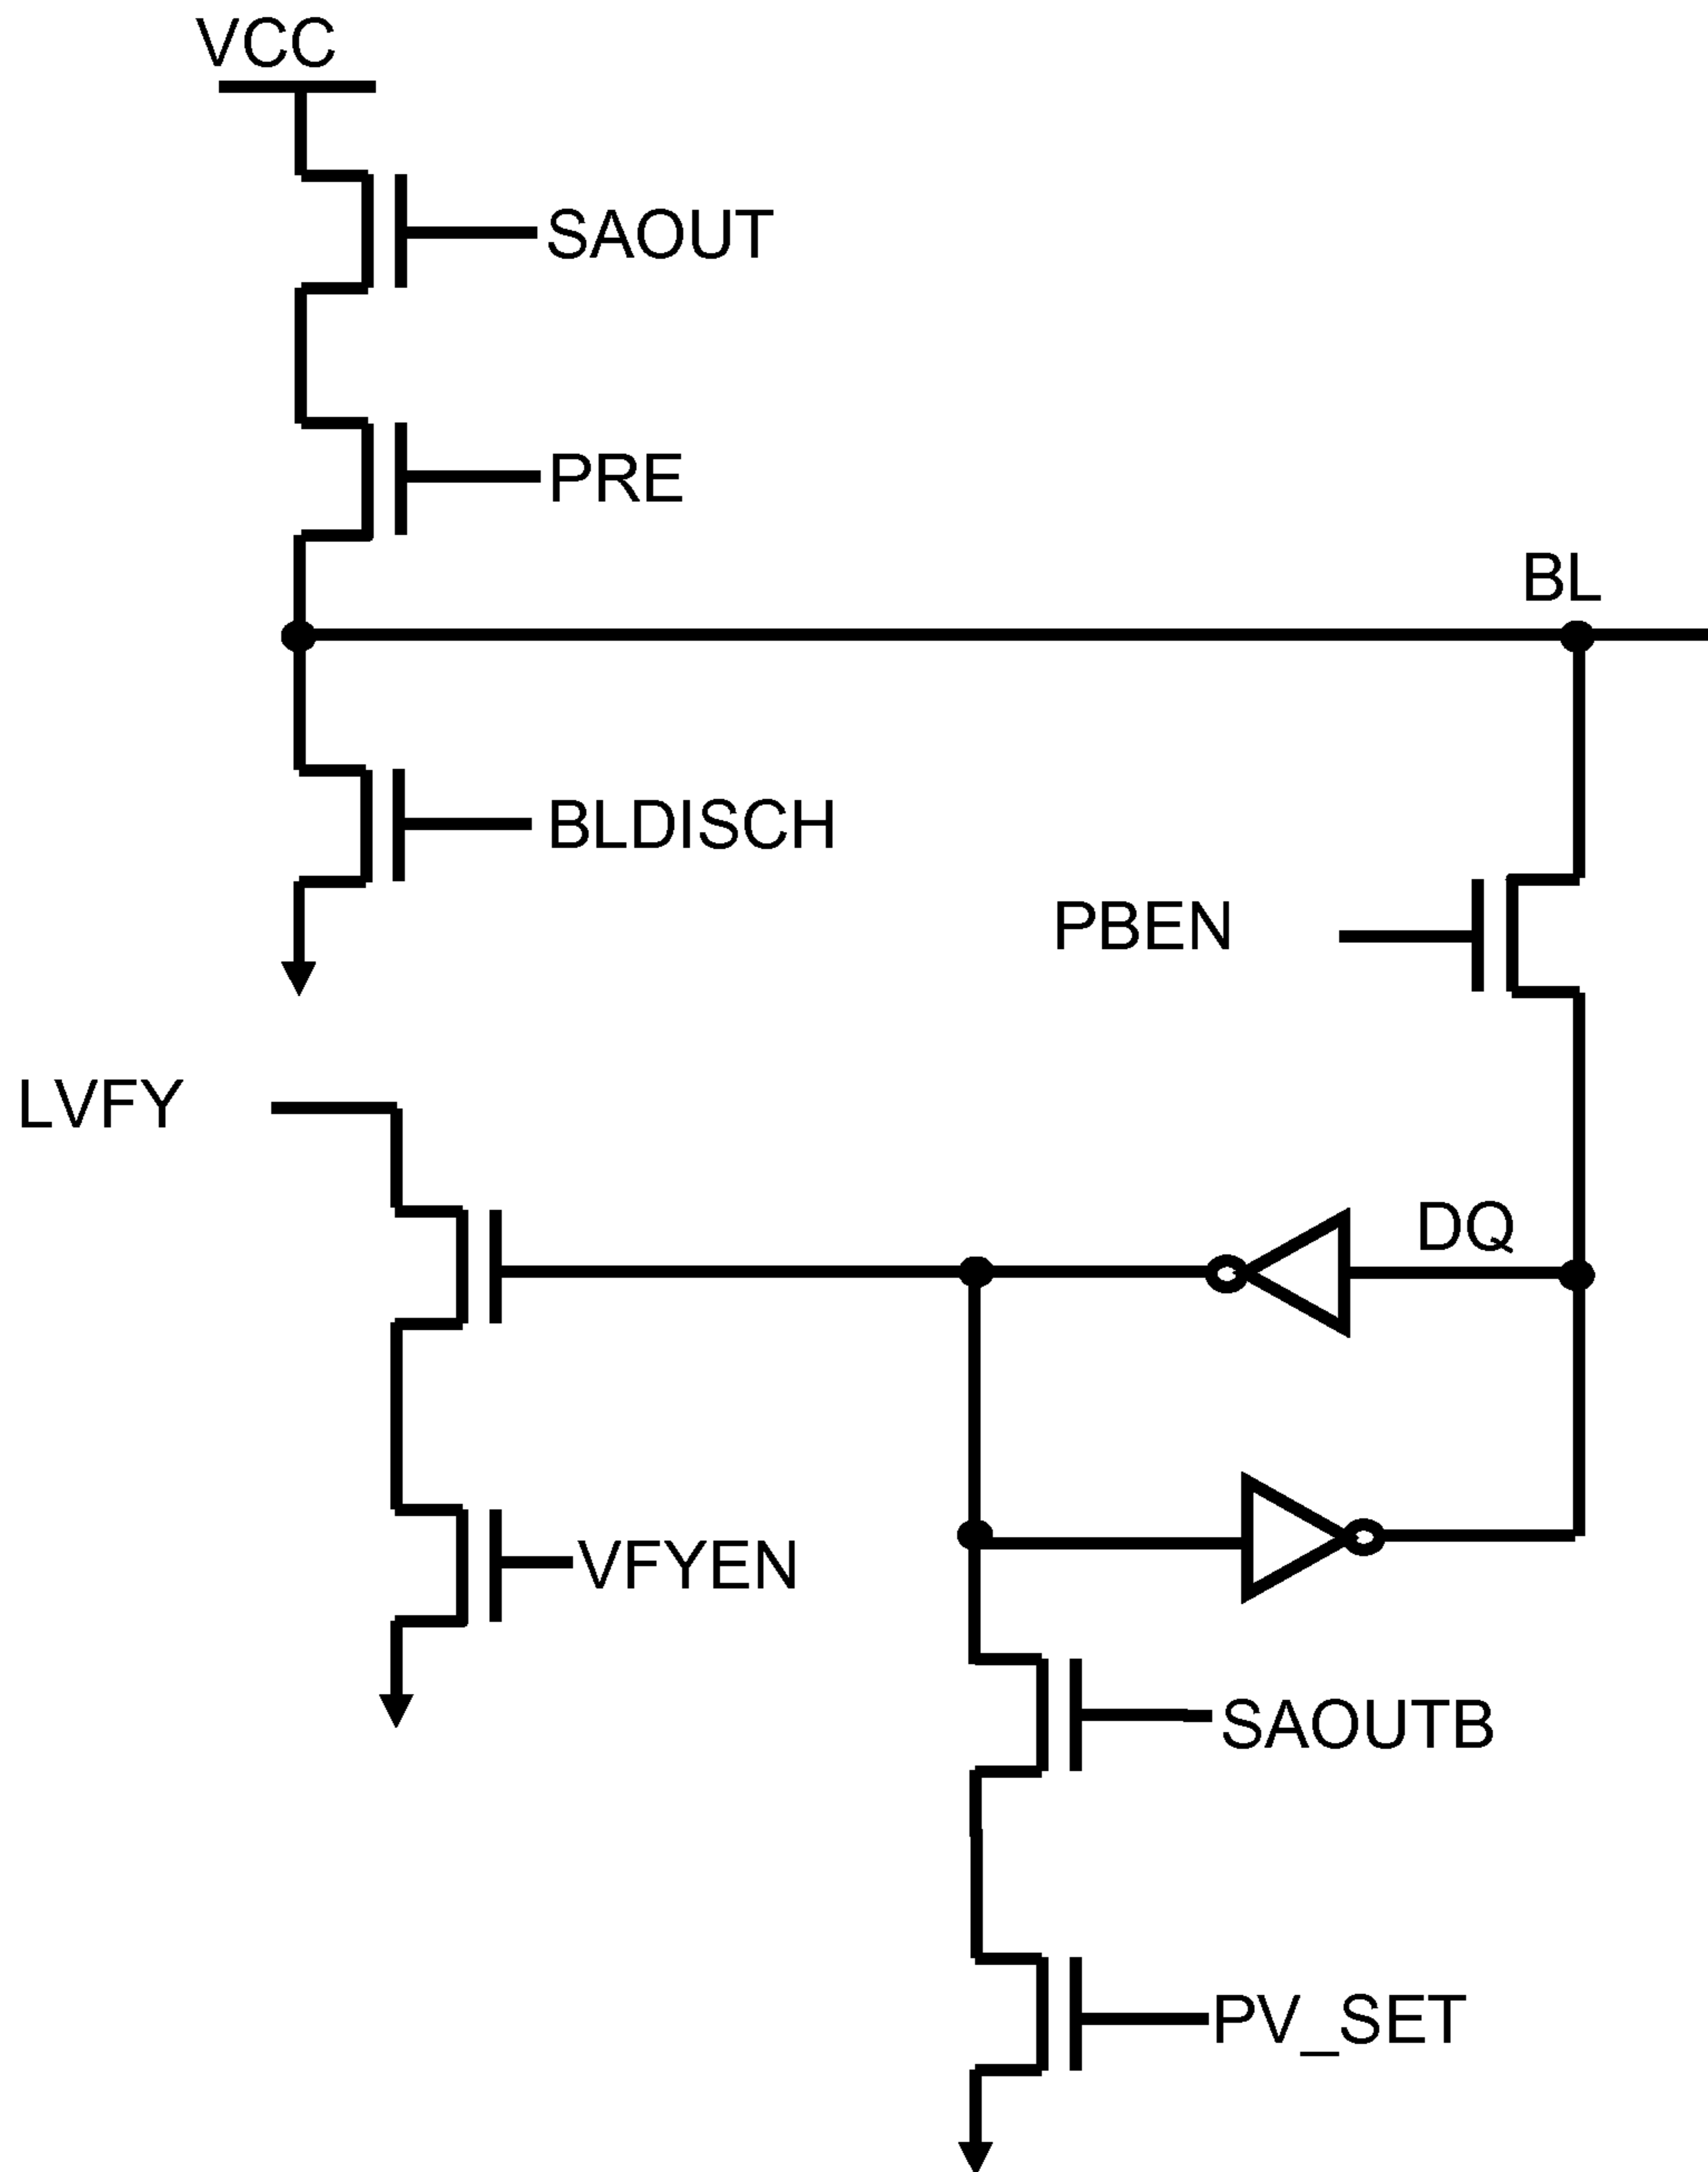 VCC
SAOUT
PRE
BL
BLDISCH
PBEN
LVFY
DQ
VFYEN
SAOUTB
PV_SET